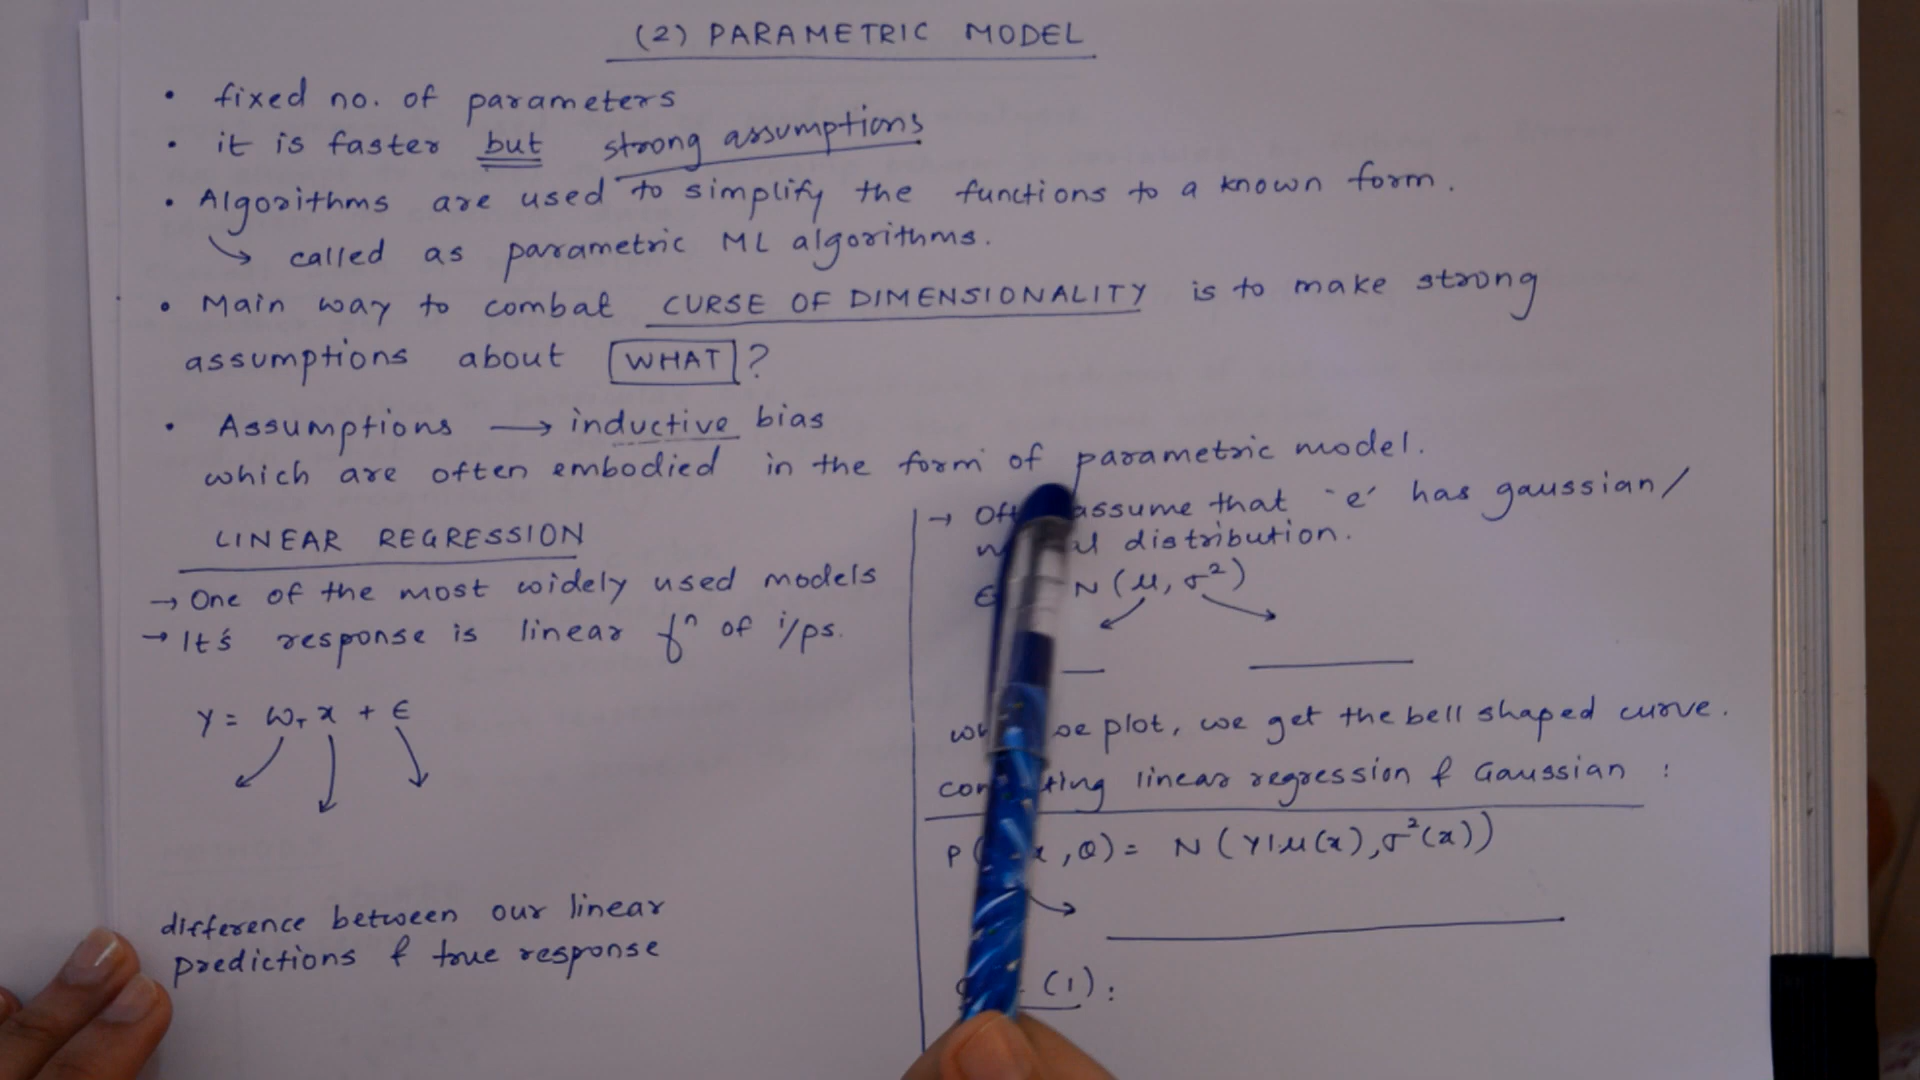 (2) PARAMETRIC MODEL
• fixed no. of parameters
• it is faster but strong assumptions
• Algorithms are used to simplify the functions to a known form.
↳ called as parametric ML algorithms.
• Main way to combat CURSE OF DIMENSIONALITY is to make strong
assumptions about WHAT ?
• Assumptions → inductive bias
which are often embodied in the form of parametric model.
LINEAR REGRESSION
→ One of the most widely used models
→ It's response is linear fⁿ of i/ps.
Y = ωᵀ x + ϵ
difference between our linear
predictions & true response
→ assume that 'e' has gaussian/
distribution.
N (μ, σ²)
plot, we get the bell shaped curve.
linear regression & Gaussian :
, θ) = N (Y|μ(x), σ²(x))
(1) :